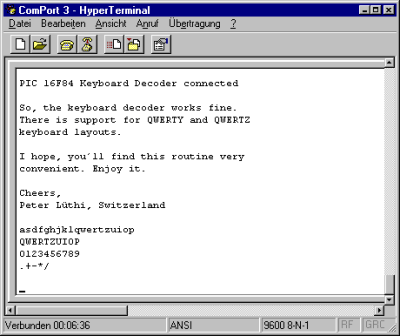 ComPort 3 - HyperTerminal
Datei Bearbeiten Ansicht Anruf Übertragung ?
PIC 16F84 Keyboard Decoder connected
So, the keyboard decoder works fine.
There is support for QWERTY and QWERTZ
keyboard layouts.
I hope, you´ll find this routine very
convenient. Enjoy it.
Cheers,
Peter Lüthi, Switzerland
asdfghjklqwertzuiop
QWERTZUIOP
0123456789
.+-*/
_
Verbunden 00:06:36 ANSI 9600 8-N-1 RF GRC